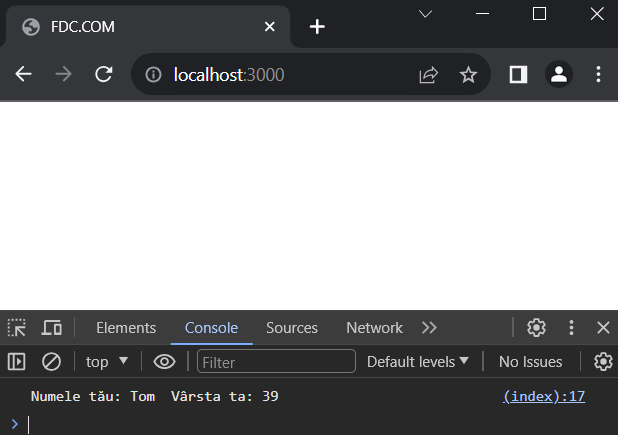 FDC.COM
localhost:3000
Elements Console Sources Network
top Filter Default levels No Issues
Numele tău: Tom  Vârsta ta: 39 (index):17